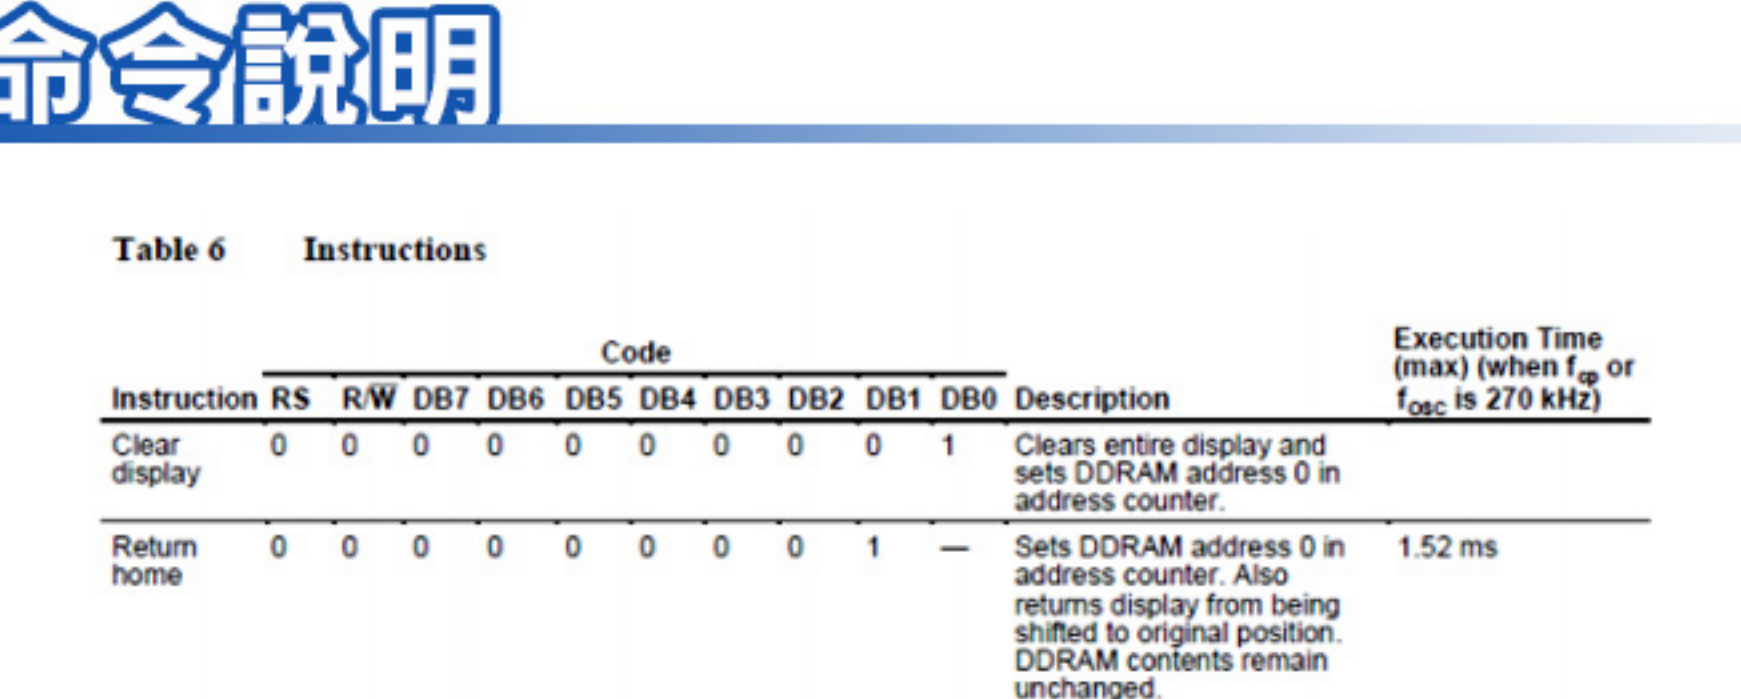 命令說明
Table 6 Instructions
Code
Execution Time
(max) (when fcp or
fOSC is 270 kHz)
Instruction RS R/W̅ DB7 DB6 DB5 DB4 DB3 DB2 DB1 DB0 Description
Clear
display
0 0 0 0 0 0 0 0 0 1
Clears entire display and
sets DDRAM address 0 in
address counter.
Return
home
0 0 0 0 0 0 0 0 1 —
Sets DDRAM address 0 in
address counter. Also
returns display from being
shifted to original position.
DDRAM contents remain
unchanged.
1.52 ms